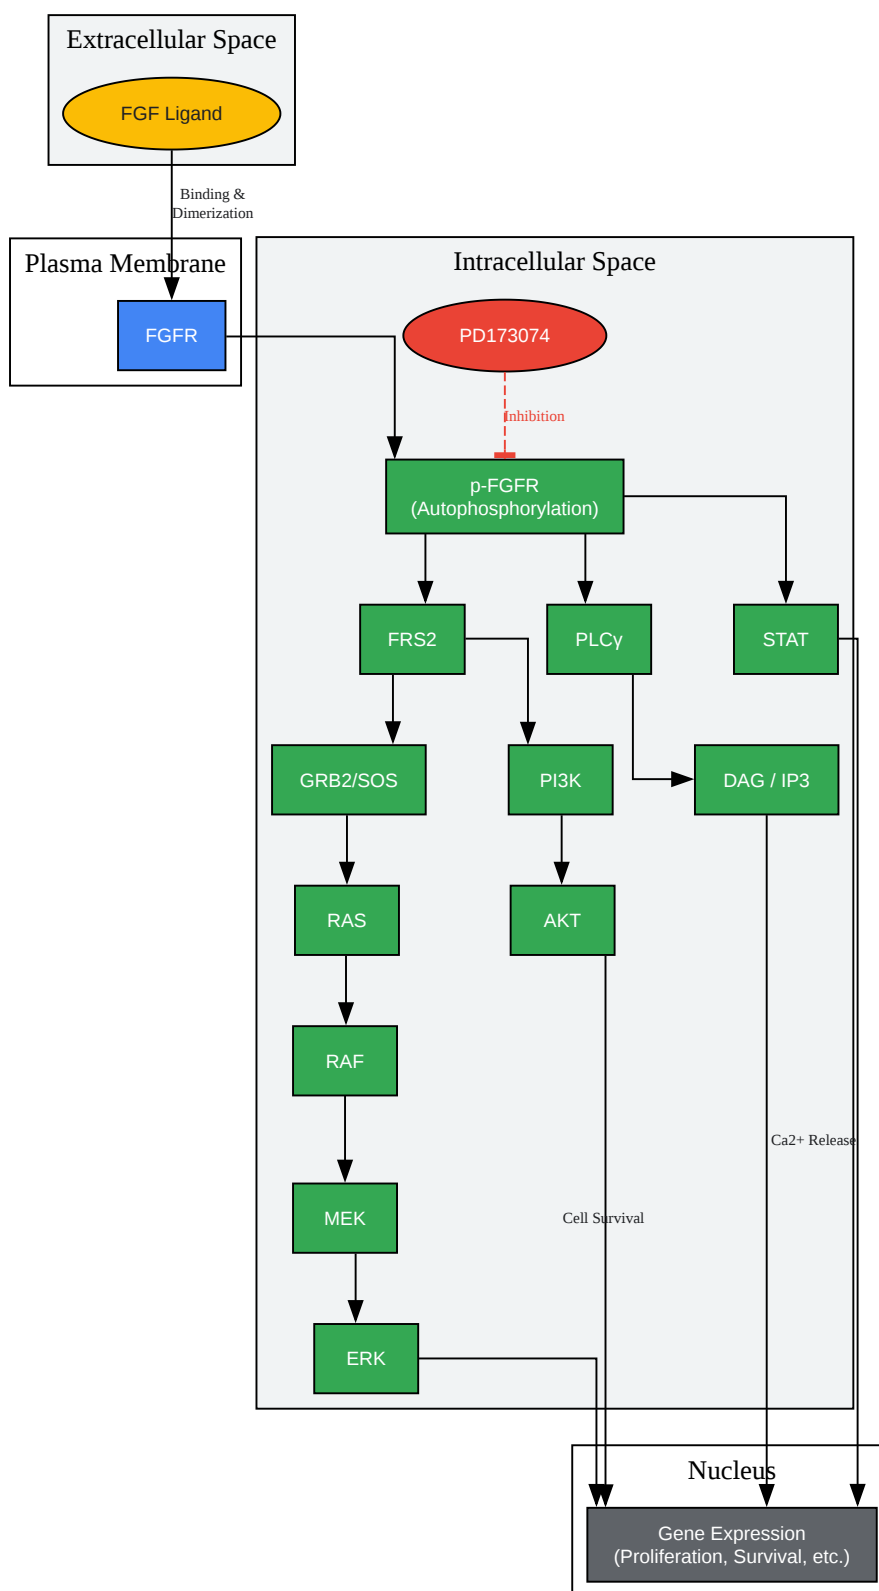 Extracellular Space
FGF Ligand
Binding &
Dimerization
Plasma Membrane
FGFR
Intracellular Space
PD173074
Inhibition
p-FGFR
(Autophosphorylation)
FRS2
PLCγ
STAT
GRB2/SOS
PI3K
DAG / IP3
RAS
AKT
RAF
Ca2+ Release
MEK
Cell Survival
ERK
Nucleus
Gene Expression
(Proliferation, Survival, etc.)